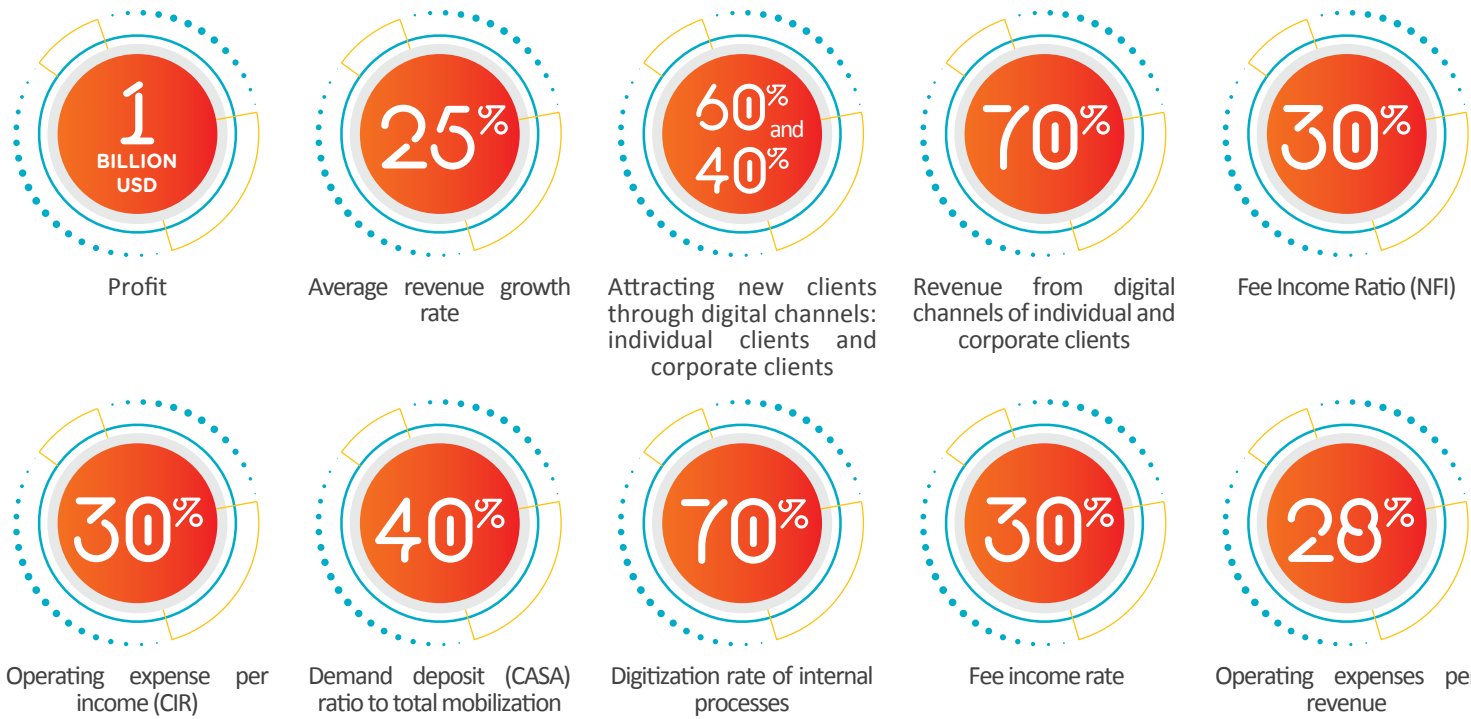 1
BILLION
USD
Profit
25%
Average revenue growth
rate
60%
and
40%
Attracting new clients
through digital channels:
individual clients and
corporate clients
70%
Revenue from digital
channels of individual and
corporate clients
30%
Fee Income Ratio (NFI)
30%
Operating expense per
income (CIR)
40%
Demand deposit (CASA)
ratio to total mobilization
70%
Digitization rate of internal
processes
30%
Fee income rate
28%
Operating expenses per
revenue